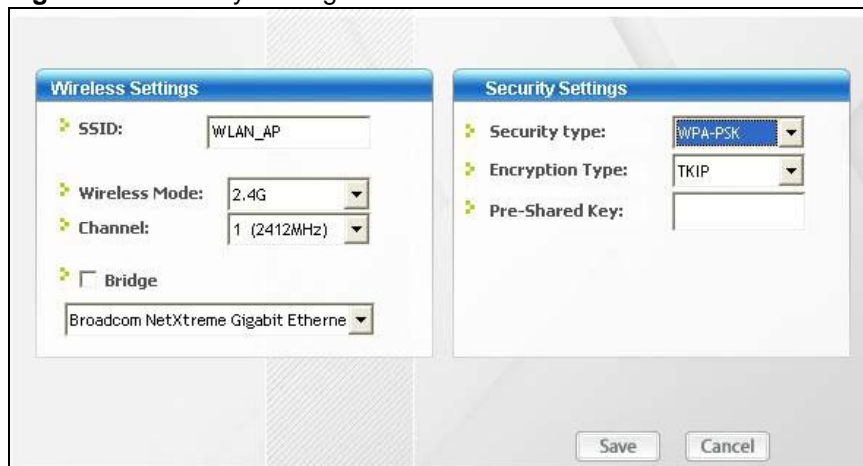 Wireless Settings
SSID: WLAN_AP
Wireless Mode: 2.4G
Channel: 1 (2412MHz)
Bridge
Broadcom NetXtreme Gigabit Etherne
Security Settings
Security type: WPA-PSK
Encryption Type: TKIP
Pre-Shared Key:
Save Cancel